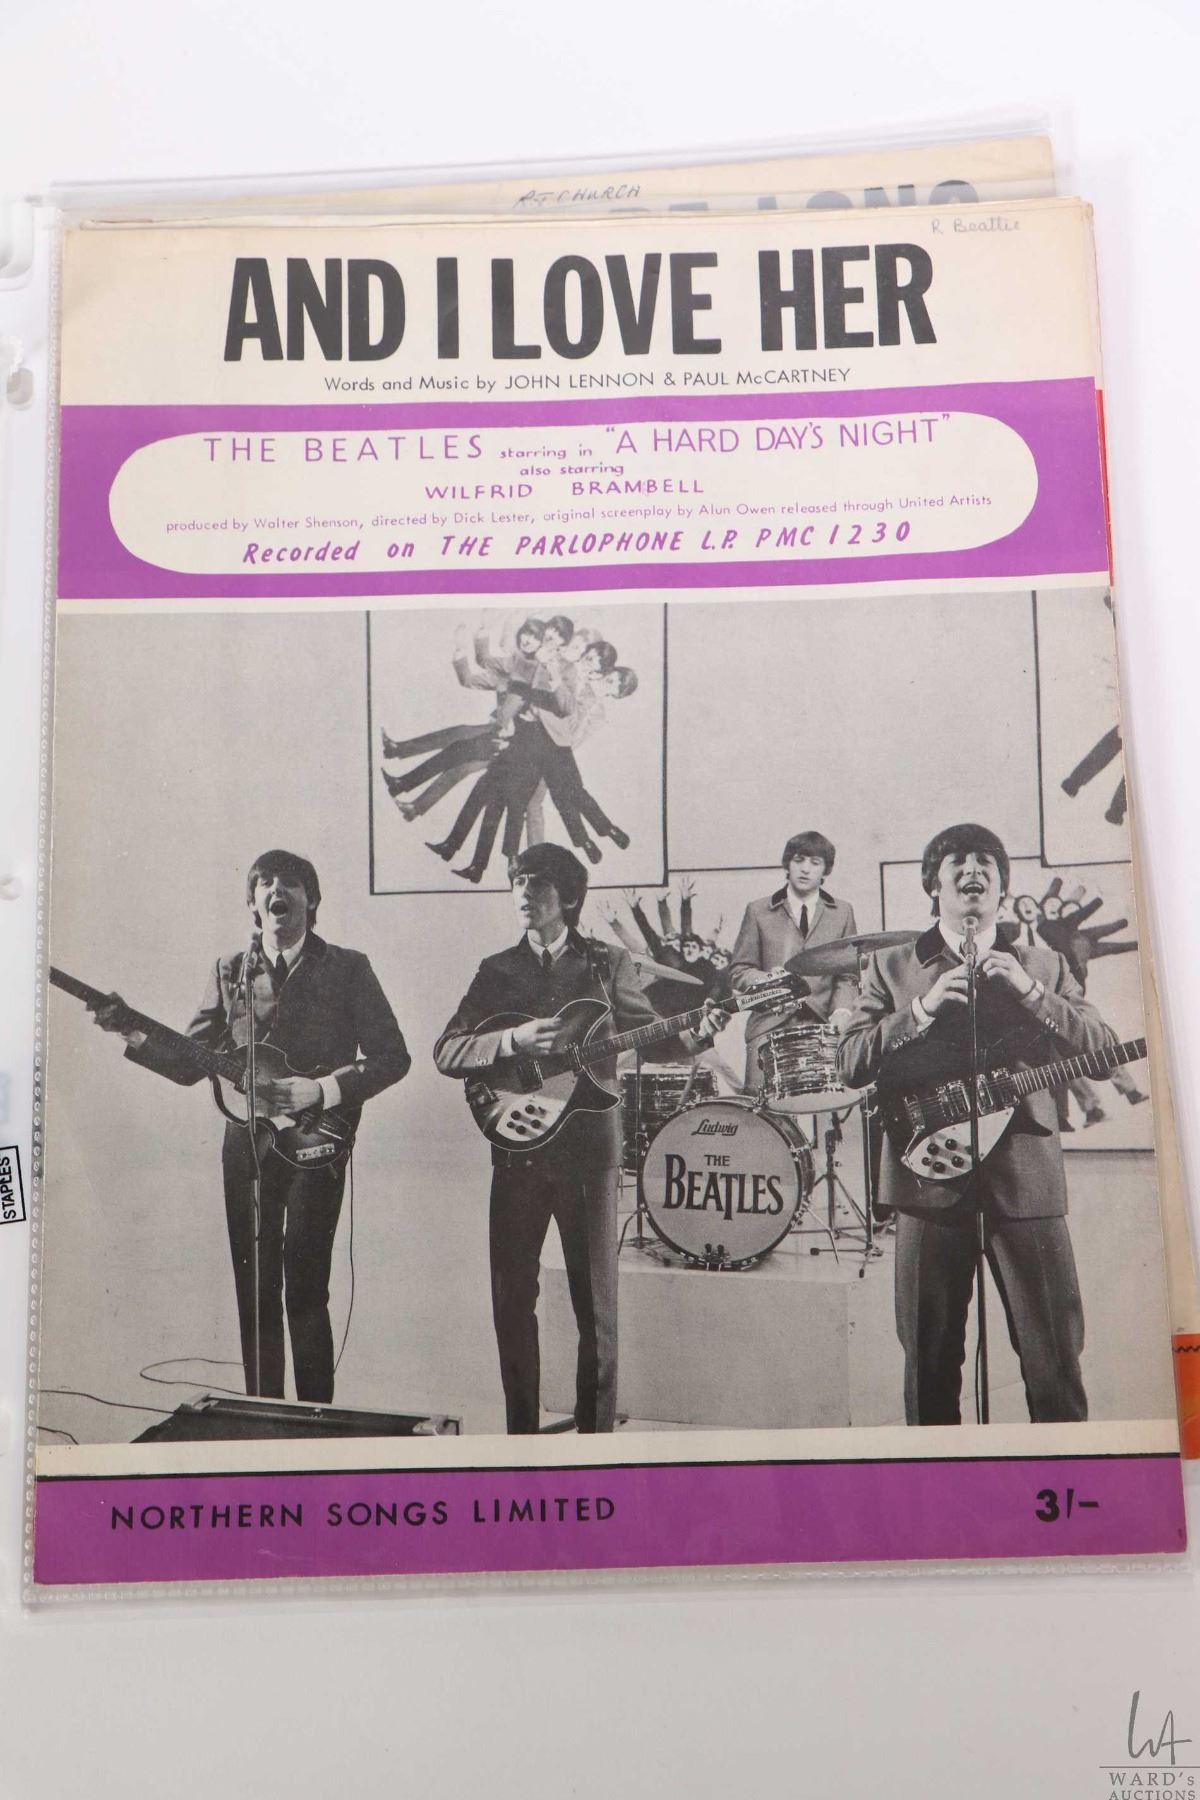 R.J. CHURCH
LONG
R Beattie
AND I LOVE HER
Words and Music by JOHN LENNON & PAUL McCARTNEY
THE BEATLES starring in "A HARD DAY'S NIGHT"
also starring
WILFRID BRAMBELL
produced by Walter Shenson, directed by Dick Lester, original screenplay by Alun Owen released through United Artists
Recorded on THE PARLOPHONE L.P. PMC 1230
Rickenbacker
Ludwig
THE
BEATLES
STAPLES
NORTHERN SONGS LIMITED 3/-
WA
WARD's
AUCTIONS